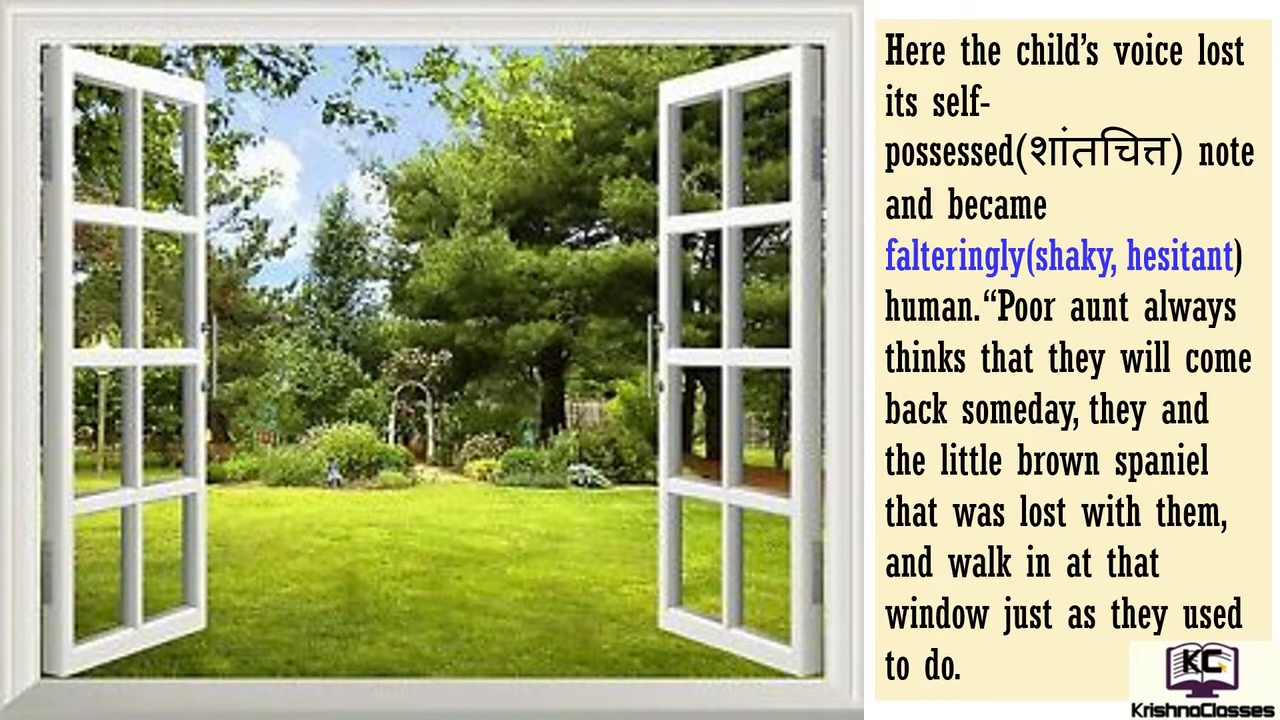 Here the child’s voice lost
its self-
possessed(शांतचित्त) note
and became
falteringly(shaky, hesitant)
human.“Poor aunt always
thinks that they will come
back someday, they and
the little brown spaniel
that was lost with them,
and walk in at that
window just as they used
to do.
KC
KrishnaClasses